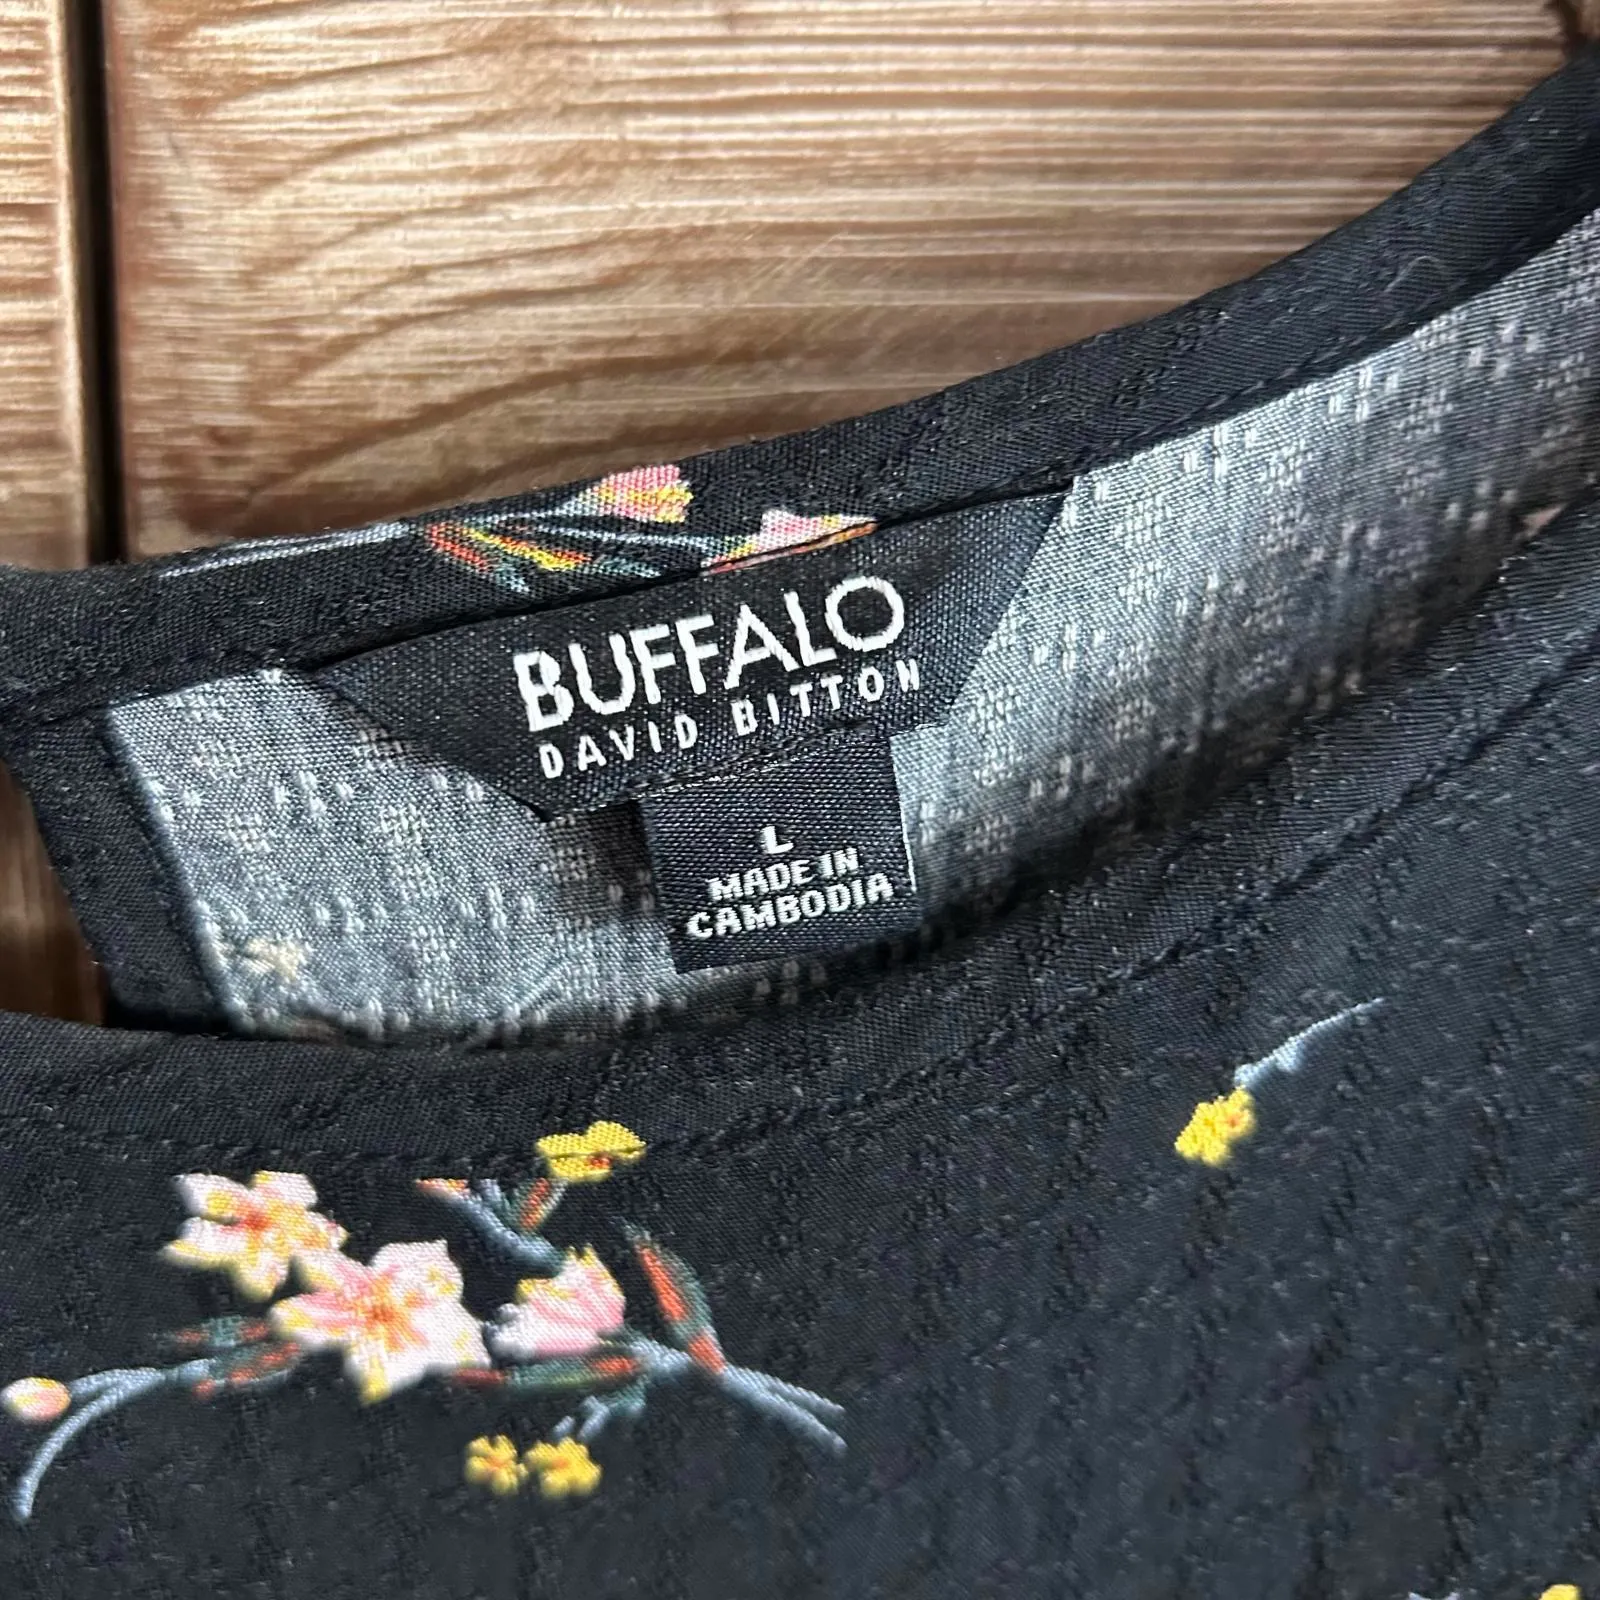 BUFFALO
DAVID BITTON
L
MADE IN
CAMBODIA